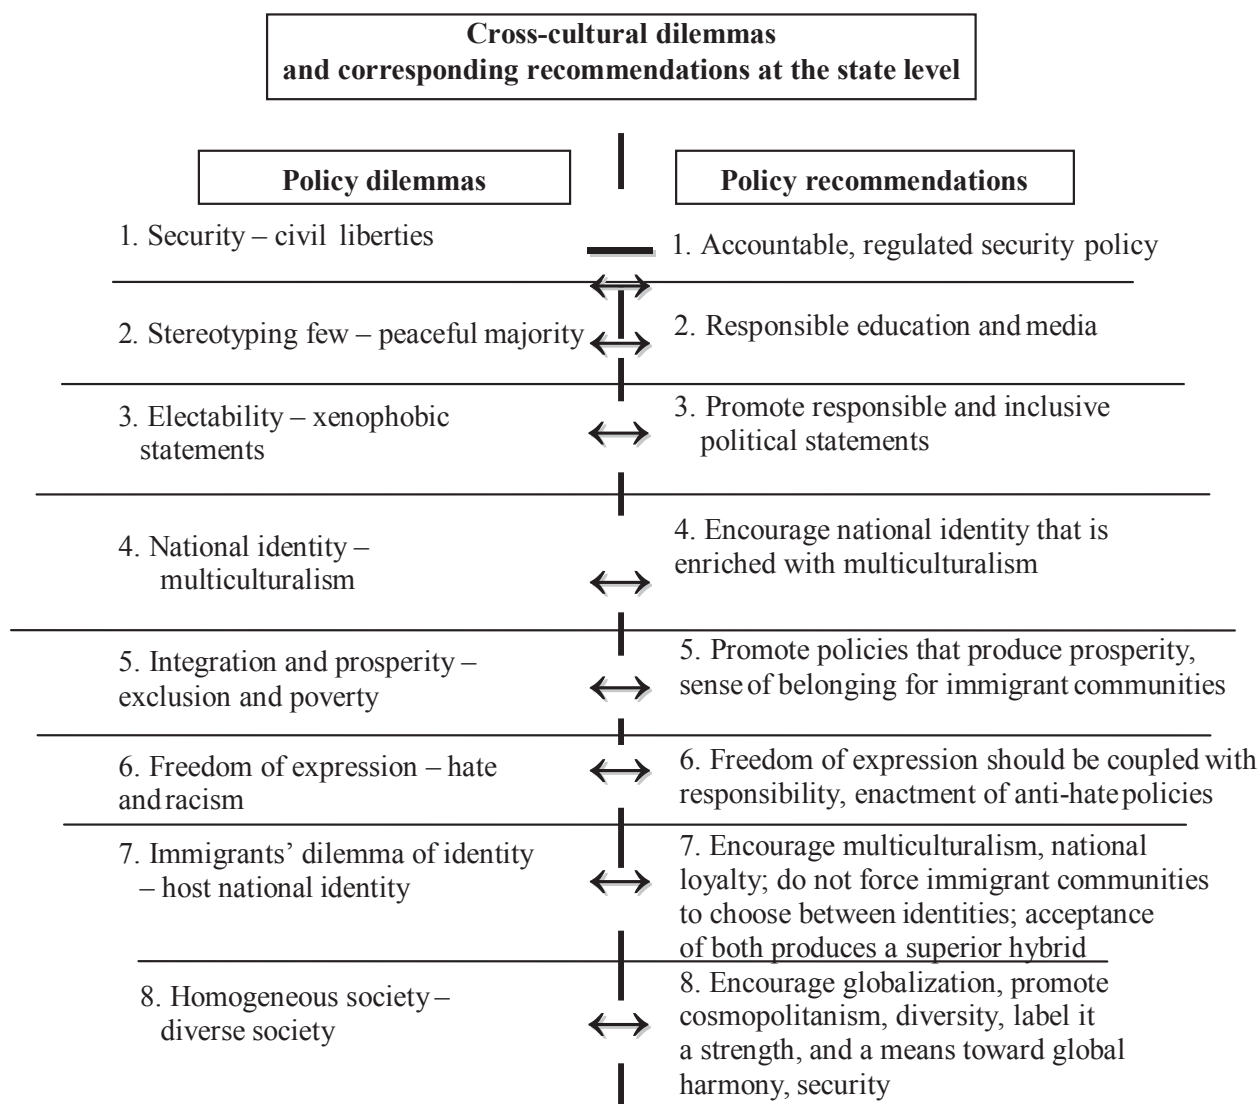 Cross-cultural dilemmas
and corresponding recommendations at the state level
Policy dilemmas
Policy recommendations
1. Security – civil liberties
1. Accountable, regulated security policy
2. Stereotyping few – peaceful majority
2. Responsible education and media
3. Electability – xenophobic
statements
3. Promote responsible and inclusive
political statements
4. National identity –
multiculturalism
4. Encourage national identity that is
enriched with multiculturalism
5. Integration and prosperity –
exclusion and poverty
5. Promote policies that produce prosperity,
sense of belonging for immigrant communities
6. Freedom of expression – hate
and racism
6. Freedom of expression should be coupled with
responsibility, enactment of anti-hate policies
7. Immigrants’ dilemma of identity
– host national identity
7. Encourage multiculturalism, national
loyalty; do not force immigrant communities
to choose between identities; acceptance
of both produces a superior hybrid
8. Homogeneous society –
diverse society
8. Encourage globalization, promote
cosmopolitanism, diversity, label it
a strength, and a means toward global
harmony, security